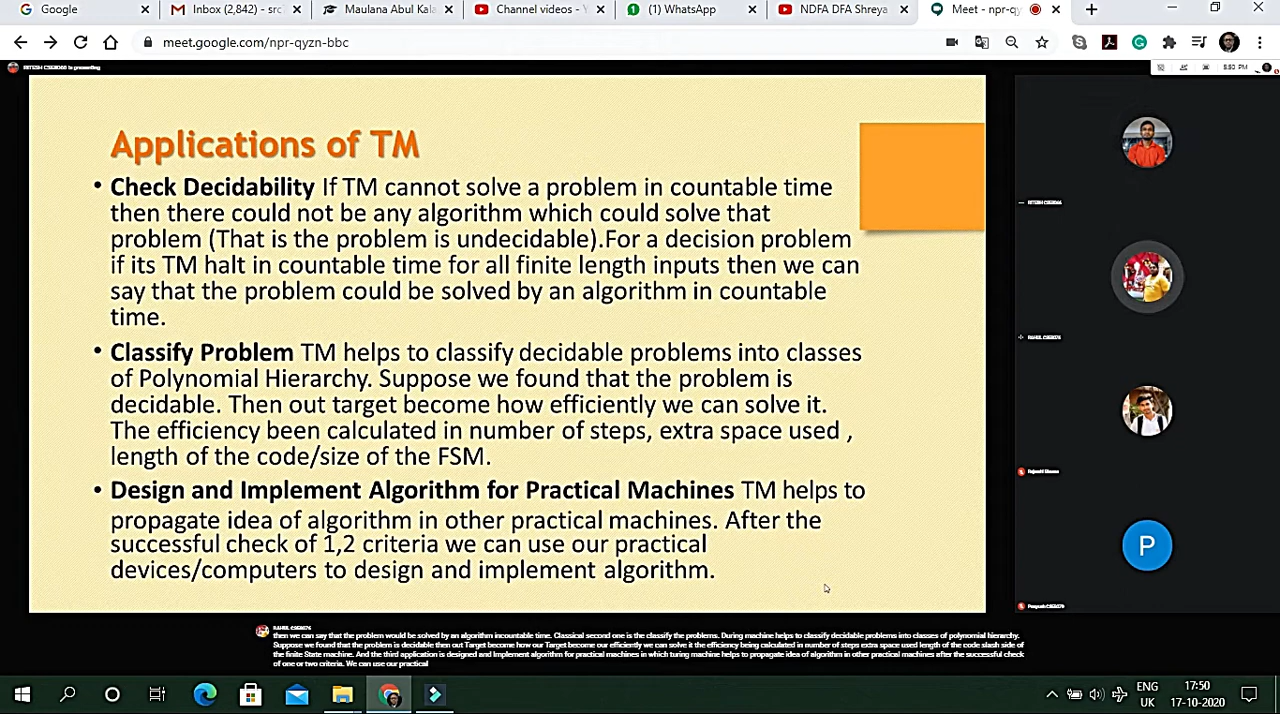 Google
Inbox (2,842) - src
Maulana Abul Kala
Channel videos - Y
(1) WhatsApp
NDFA DFA Shreya
Meet - npr-qy
meet.google.com/npr-qyzn-bbc
RITESH CSE8066 is presenting
5:50 PM
Applications of TM
• Check Decidability If TM cannot solve a problem in countable time
then there could not be any algorithm which could solve that
problem (That is the problem is undecidable).For a decision problem
if its TM halt in countable time for all finite length inputs then we can
say that the problem could be solved by an algorithm in countable
time.
• Classify Problem TM helps to classify decidable problems into classes
of Polynomial Hierarchy. Suppose we found that the problem is
decidable. Then out target become how efficiently we can solve it.
The efficiency been calculated in number of steps, extra space used ,
length of the code/size of the FSM.
• Design and Implement Algorithm for Practical Machines TM helps to
propagate idea of algorithm in other practical machines. After the
successful check of 1,2 criteria we can use our practical
devices/computers to design and implement algorithm.
P
then we can say that the problem would be solved by an algorithm incountable time. Classical second one is the classify the problems. During machine helps to classify decidable problems into classes of polynomial hierarchy.
Suppose we found that the problem is decidable then out Target become how our Target become our efficiently we can solve it the efficiency being calculated in number of steps extra space used length of the code slash side of
the finite State machine. And the third application is designed and Implement algorithm for practical machines in which turing machine helps to propagate idea of algorithm in other practical machines after the successful check
of one or two criteria. We can use our practical
ENG
UK
17:50
17-10-2020